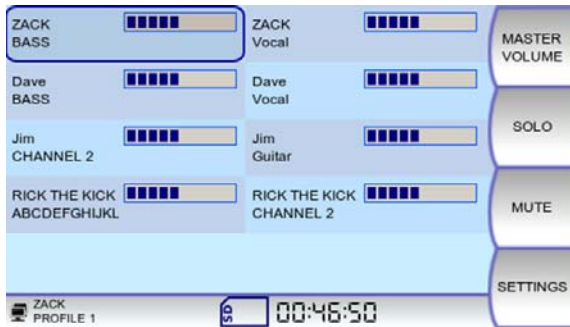 ZACK
BASS
ZACK
Vocal
MASTER
VOLUME
Dave
BASS
Dave
Vocal
SOLO
Jim
CHANNEL 2
Jim
Guitar
RICK THE KICK
ABCDEFGHIJKL
RICK THE KICK
CHANNEL 2
MUTE
SETTINGS
ZACK
PROFILE 1
SD
00:46:50